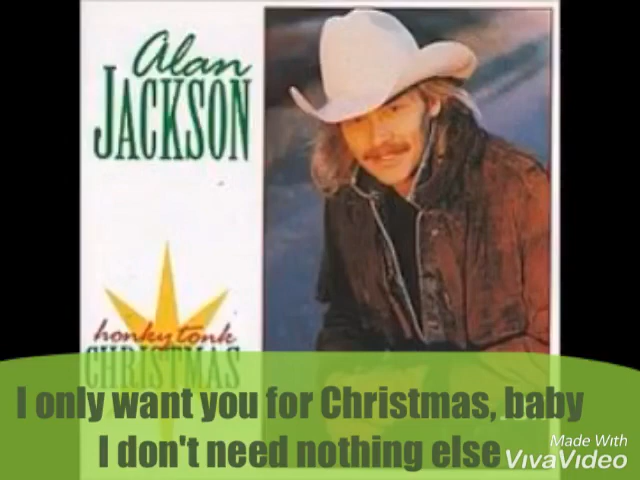 Alan
JACKSON
honky tonk
CHRISTMAS
I only want you for Christmas, baby
I don't need nothing else
Made With
VivaVideo